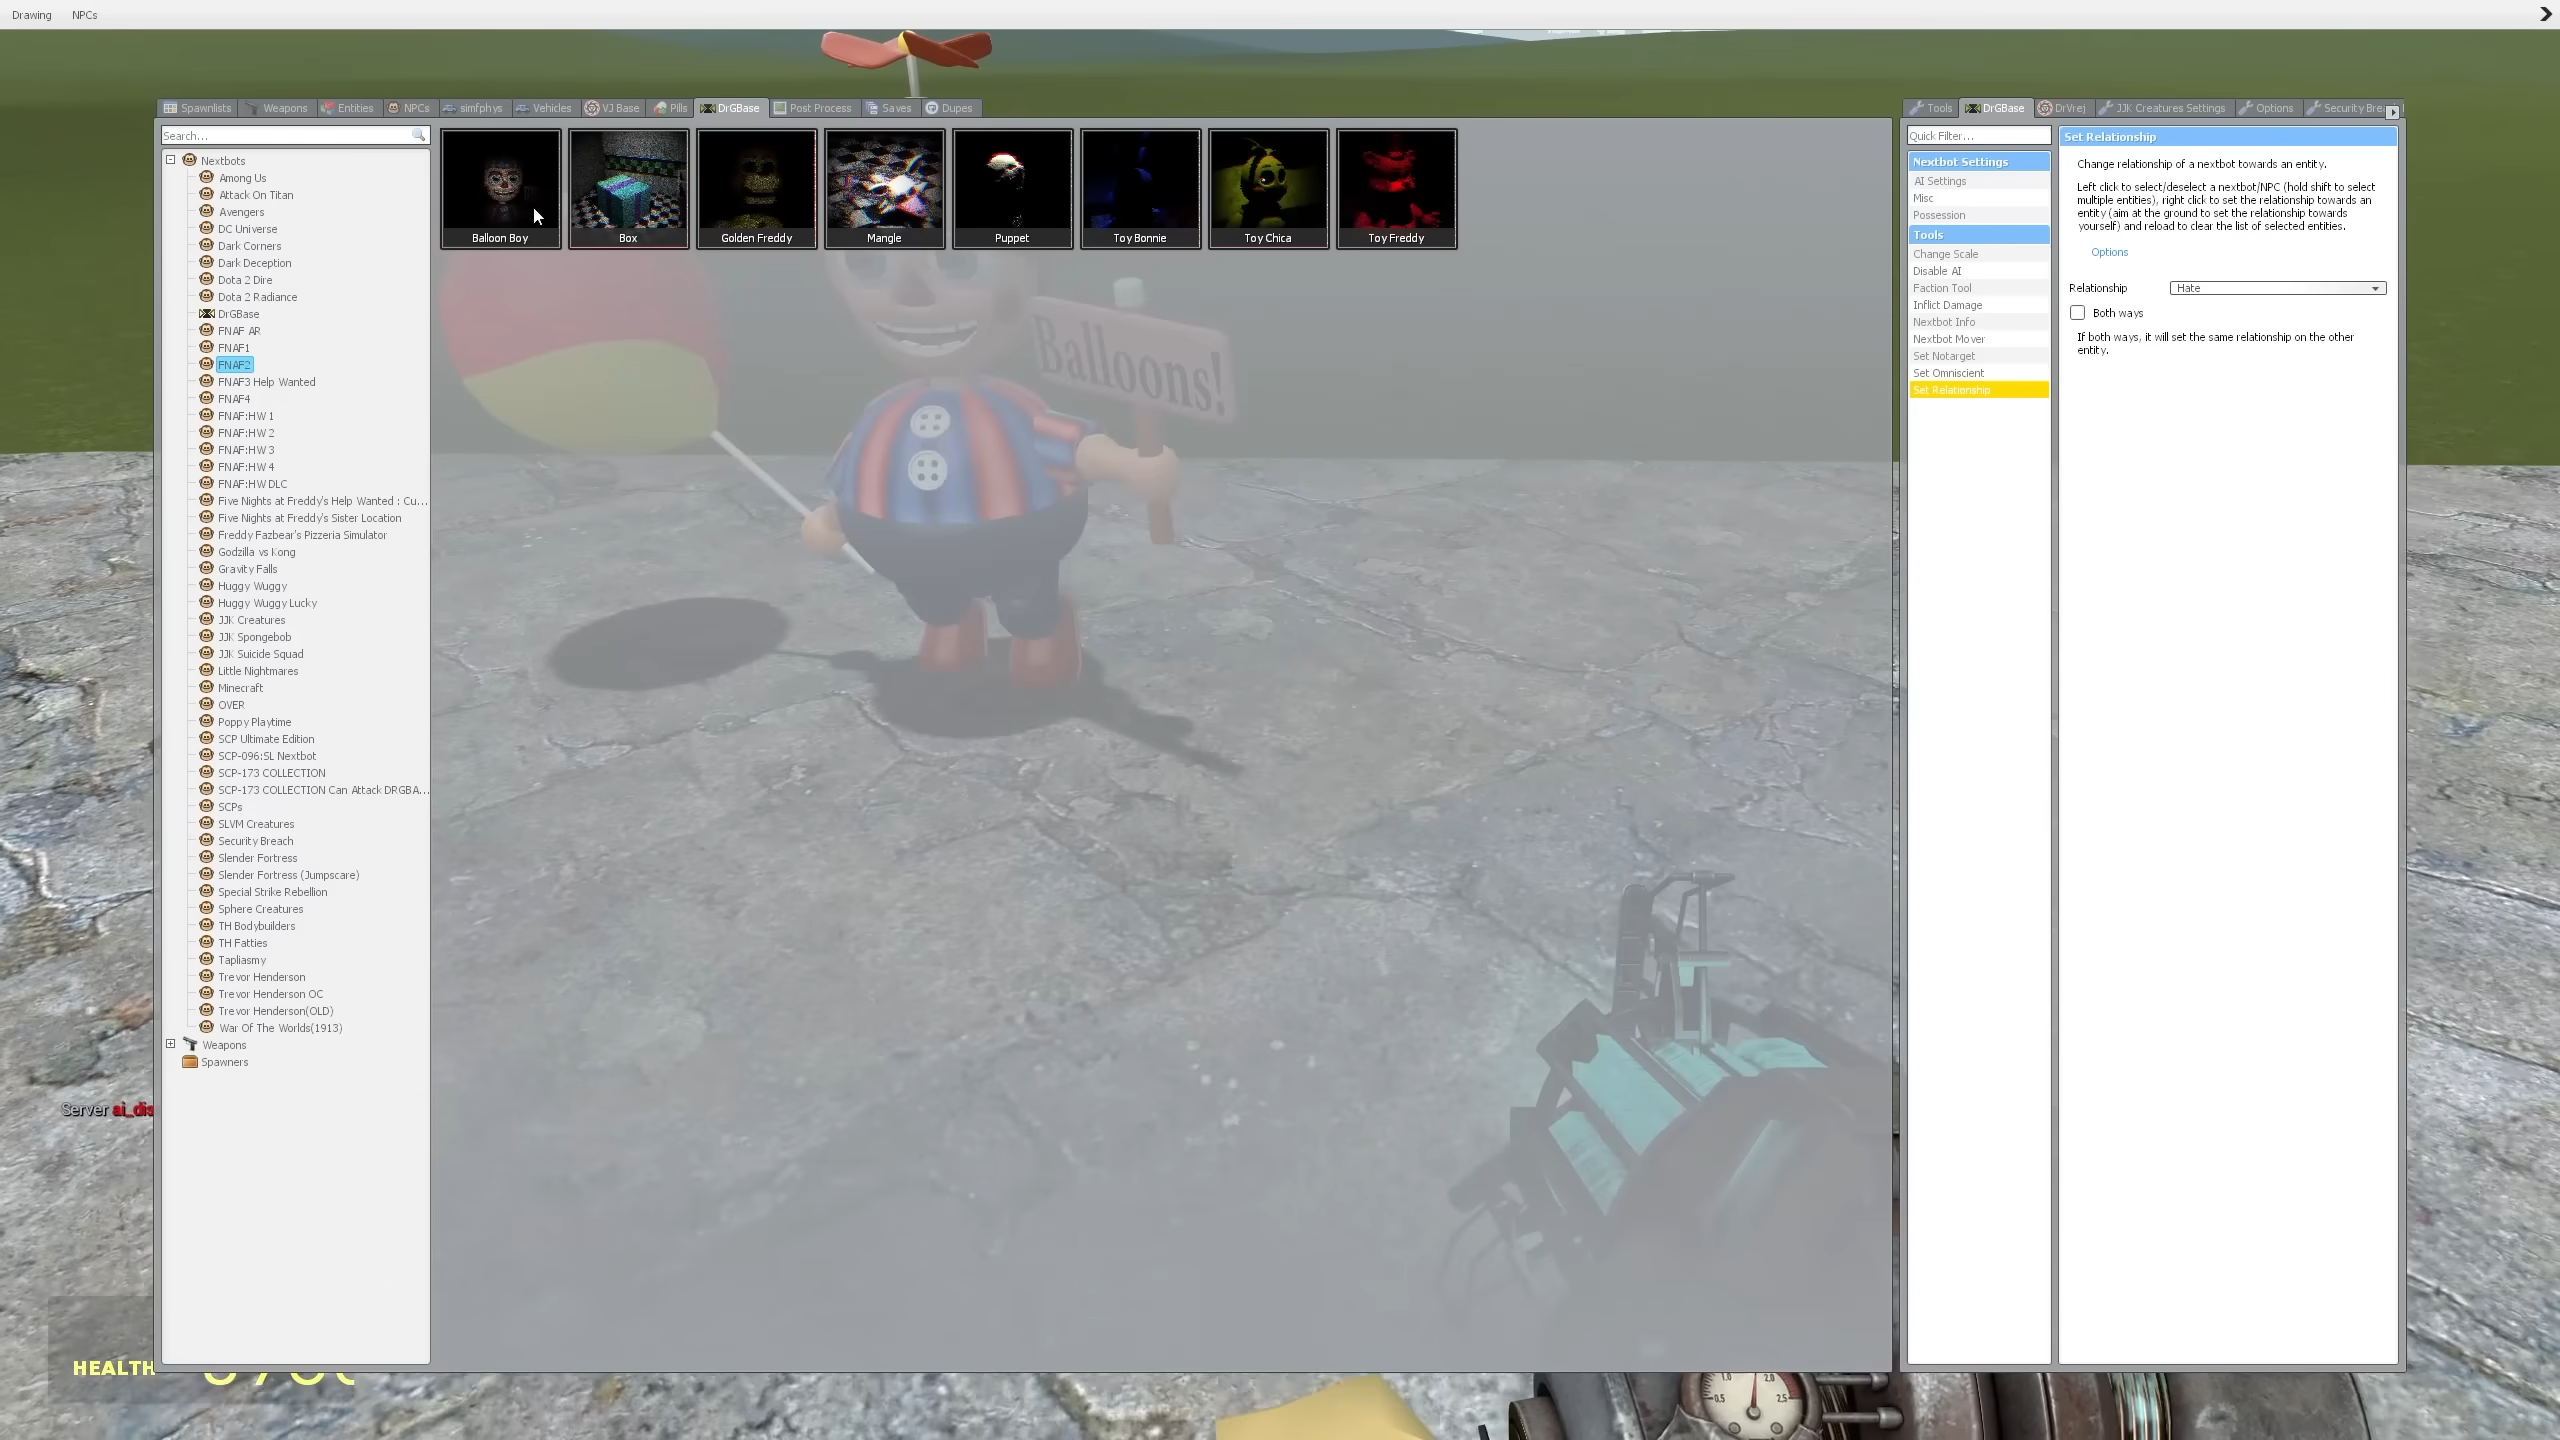 Drawing NPCs
Spawnlists Weapons Entities NPCs simfphys Vehicles VJ Base Pills DrGBase Post Process Saves Dupes
Search...
Nextbots
Among Us
Attack On Titan
Avengers
DC Universe
Dark Corners
Dark Deception
Dota 2 Dire
Dota 2 Radiance
DrGBase
FNAF AR
FNAF1
FNAF2
FNAF3 Help Wanted
FNAF4
FNAF:HW 1
FNAF:HW 2
FNAF:HW 3
FNAF:HW 4
FNAF:HW DLC
Five Nights at Freddy's Help Wanted : Cu...
Five Nights at Freddy's Sister Location
Freddy Fazbear's Pizzeria Simulator
Godzilla vs Kong
Gravity Falls
Huggy Wuggy
Huggy Wuggy Lucky
JJK Creatures
JJK Spongebob
JJK Suicide Squad
Little Nightmares
Minecraft
OVER
Poppy Playtime
SCP Ultimate Edition
SCP-096:SL Nextbot
SCP-173 COLLECTION
SCP-173 COLLECTION Can Attack DRGBA...
SCPs
SLVM Creatures
Security Breach
Slender Fortress
Slender Fortress (Jumpscare)
Special Strike Rebellion
Sphere Creatures
TH Bodybuilders
TH Fatties
Tapliasmy
Trevor Henderson
Trevor Henderson OC
Trevor Henderson(OLD)
War Of The Worlds(1913)
Weapons
Spawners
Balloon Boy Box Golden Freddy Mangle Puppet Toy Bonnie Toy Chica Toy Freddy
Balloons!
Server ai_dis
HEALTH
1.0 2.0
0.5 2.5
Tools DrGBase DrVrej JJK Creatures Settings Options Security Brea
Quick Filter...
Nextbot Settings
AI Settings
Misc
Possession
Tools
Change Scale
Disable AI
Faction Tool
Inflict Damage
Nextbot Info
Nextbot Mover
Set Notarget
Set Omniscient
Set Relationship
Set Relationship
Change relationship of a nextbot towards an entity.
Left click to select/deselect a nextbot/NPC (hold shift to select
multiple entities), right click to set the relationship towards an
entity (aim at the ground to set the relationship towards
yourself) and reload to clear the list of selected entities.
Options
Relationship Hate
Both ways
If both ways, it will set the same relationship on the other
entity.